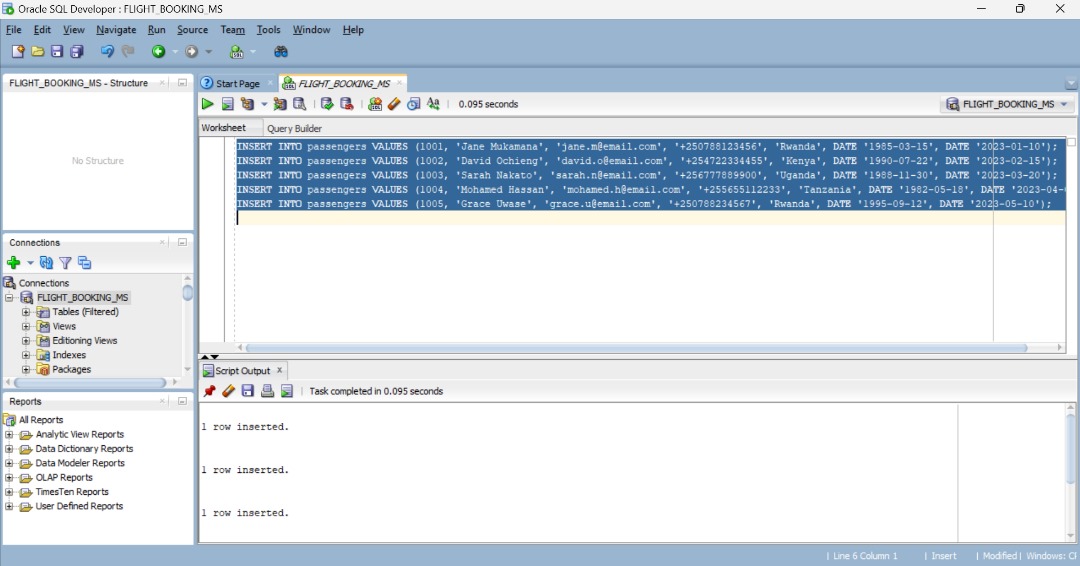 Oracle SQL Developer : FLIGHT_BOOKING_MS
File Edit View Navigate Run Source Team Tools Window Help
FLIGHT_BOOKING_MS - Structure
No Structure
Connections
Connections
FLIGHT_BOOKING_MS
Tables (Filtered)
Views
Editioning Views
Indexes
Packages
Reports
All Reports
Analytic View Reports
Data Dictionary Reports
Data Modeler Reports
OLAP Reports
TimesTen Reports
User Defined Reports
Start Page FLIGHT_BOOKING_MS
0.095 seconds FLIGHT_BOOKING_MS
Worksheet Query Builder
INSERT INTO passengers VALUES (1001, 'Jane Mukamana', 'jane.m@email.com', '+250788123456', 'Rwanda', DATE '1985-03-15', DATE '2023-01-10');
INSERT INTO passengers VALUES (1002, 'David Ochieng', 'david.o@email.com', '+254722334455', 'Kenya', DATE '1990-07-22', DATE '2023-02-15');
INSERT INTO passengers VALUES (1003, 'Sarah Nakato', 'sarah.n@email.com', '+256777889900', 'Uganda', DATE '1988-11-30', DATE '2023-03-20');
INSERT INTO passengers VALUES (1004, 'Mohamed Hassan', 'mohamed.h@email.com', '+255655112233', 'Tanzania', DATE '1982-05-18', DATE '2023-04-
INSERT INTO passengers VALUES (1005, 'Grace Uwase', 'grace.u@email.com', '+250788234567', 'Rwanda', DATE '1995-09-12', DATE '2023-05-10');
Script Output
Task completed in 0.095 seconds
1 row inserted.
1 row inserted.
1 row inserted.
Line 6 Column 1 | Insert | Modified | Windows: CR